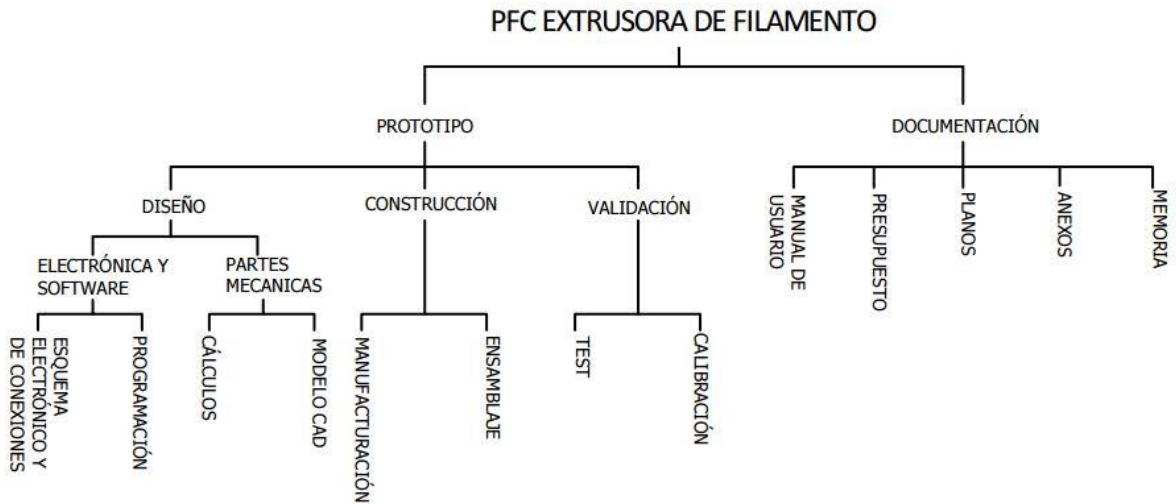 PFC EXTRUSORA DE FILAMENTO
PROTOTIPO
DOCUMENTACIÓN
DISEÑO
CONSTRUCCIÓN
VALIDACIÓN
MANUAL DE
USUARIO
PRESUPUESTO
PLANOS
ANEXOS
MEMORIA
ELECTRÓNICA Y
SOFTWARE
PARTES
MECANICAS
ESQUEMA
ELECTRÓNICO Y
DE CONEXIONES
PROGRAMACIÓN
CÁLCULOS
MODELO CAD
MANUFACTURACIÓN
ENSAMBLAJE
TEST
CALIBRACIÓN